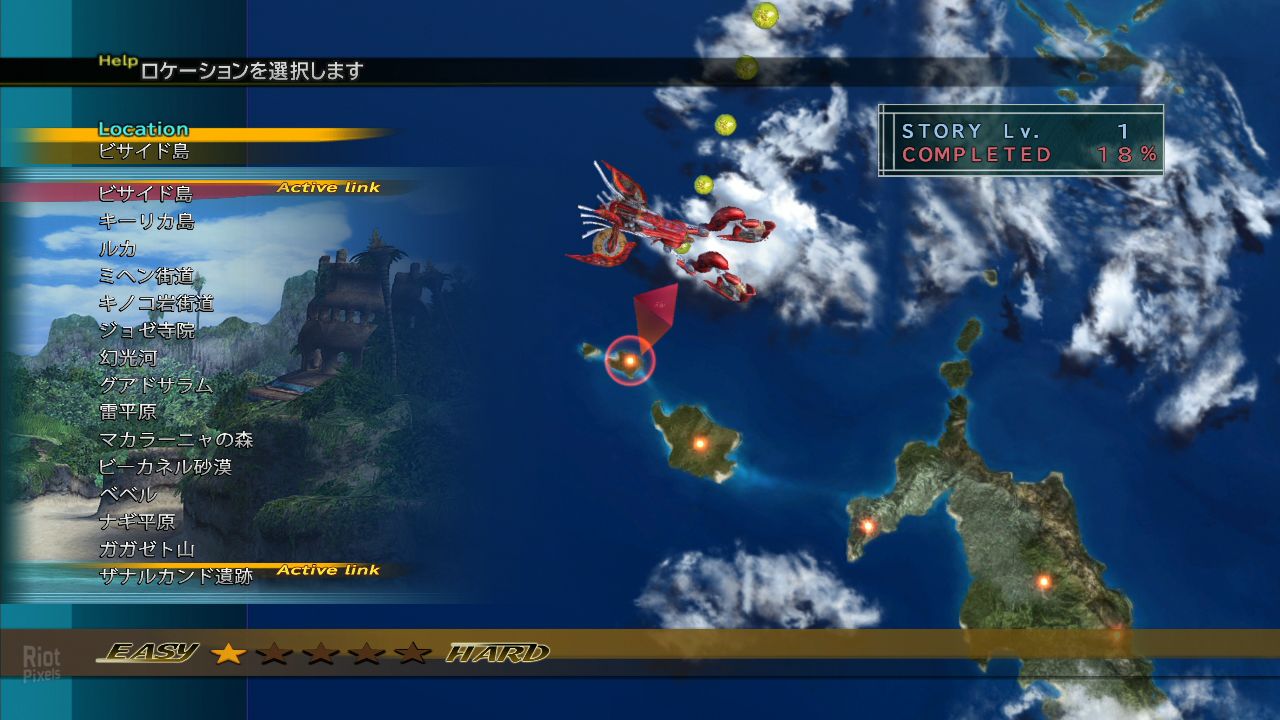 Help ロケーションを選択します
STORY Lv. 1
COMPLETED 18%
Location
ビサイド島
ビサイド島 Active link
キーリカ島
ルカ
ミヘン街道
キノコ岩街道
ジョゼ寺院
幻光河
グアドサラム
雷平原
マカラーニャの森
ビーカネル砂漠
ベベル
ナギ平原
ガガゼト山
ザナルカンド遺跡 Active link
EASY HARD
Riot
Pixels